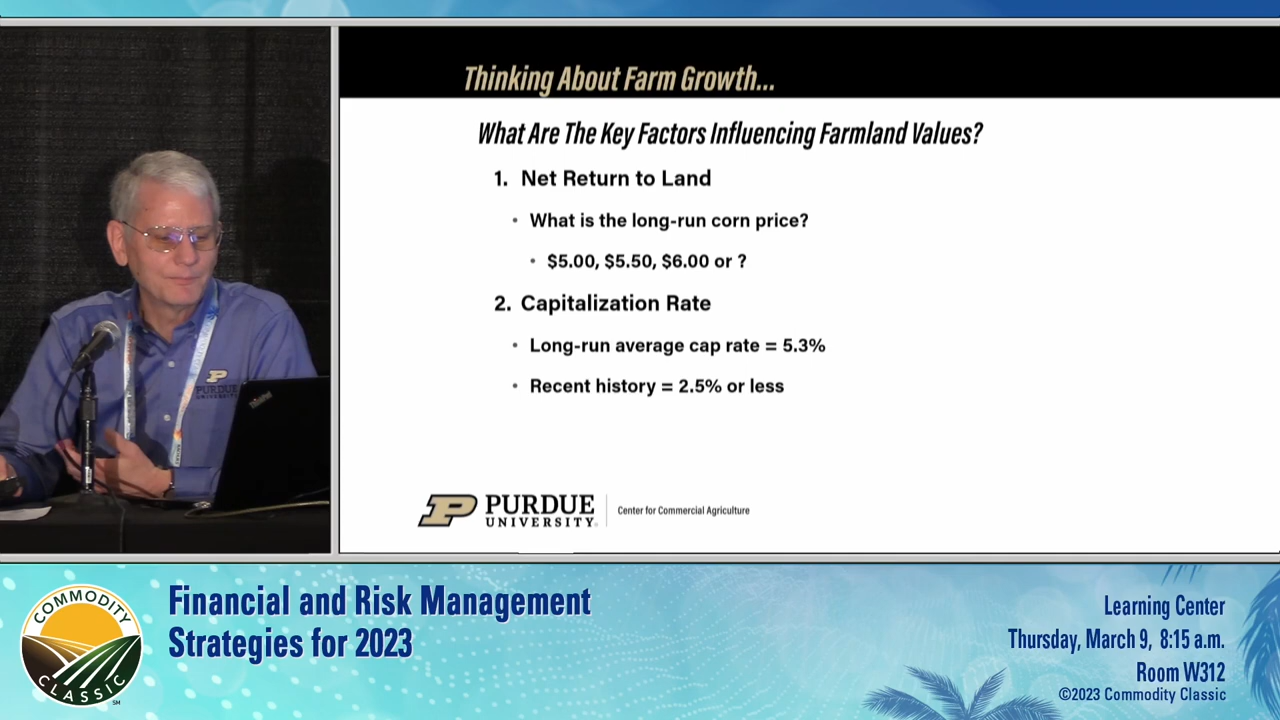 Thinking About Farm Growth...
What Are The Key Factors Influencing Farmland Values?
1. Net Return to Land
• What is the long-run corn price?
• $5.00, $5.50, $6.00 or ?
2. Capitalization Rate
• Long-run average cap rate = 5.3%
• Recent history = 2.5% or less
PURDUE
UNIVERSITY
P PURDUE
UNIVERSITY®
Center for Commercial Agriculture
COMMODITY
CLASSIC
SM
Financial and Risk Management
Strategies for 2023
Learning Center
Thursday, March 9, 8:15 a.m.
Room W312
©2023 Commodity Classic